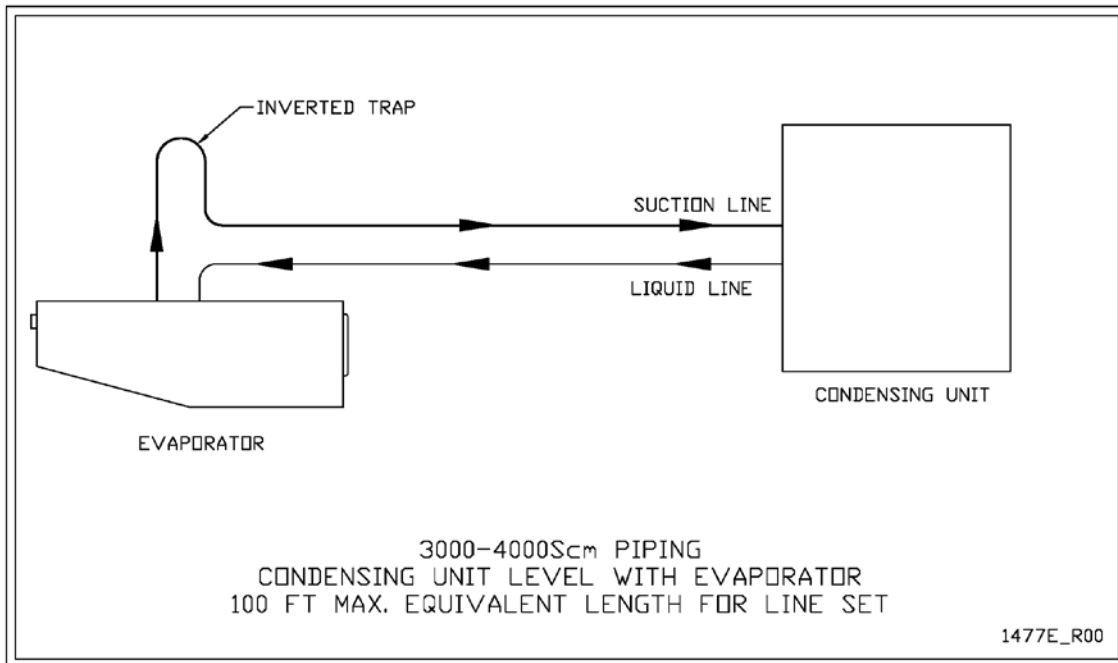 INVERTED TRAP
SUCTION LINE
LIQUID LINE
CONDENSING UNIT
EVAPORATOR
3000-4000Scm PIPING
CONDENSING UNIT LEVEL WITH EVAPORATOR
100 FT MAX. EQUIVALENT LENGTH FOR LINE SET
1477E_R00